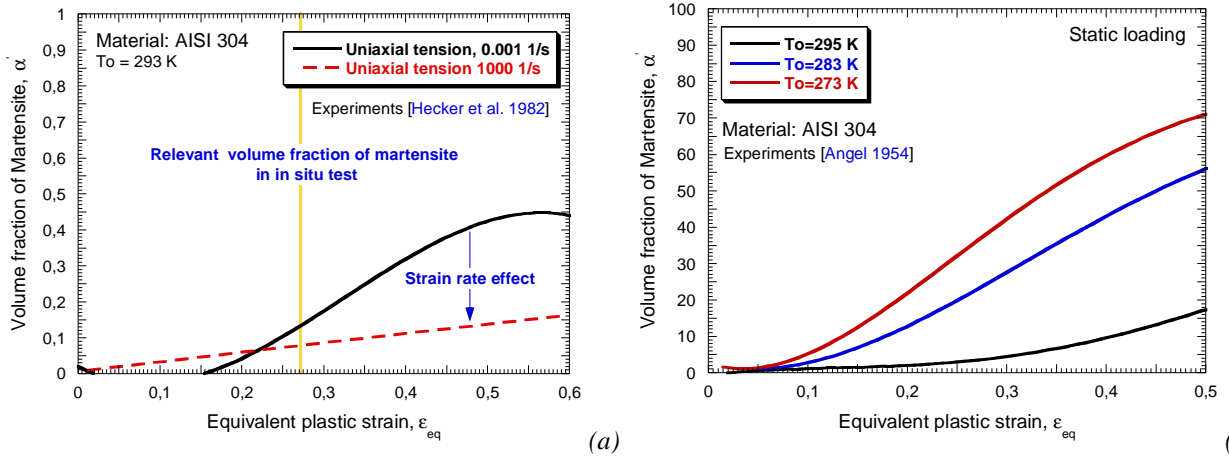 1
0,9
0,8
0,7
0,6
0,5
0,4
0,3
0,2
0,1
0
Volume fraction of Martensite, α'
Material: AISI 304
To = 293 K
Uniaxial tension, 0.001 1/s
Uniaxial tension 1000 1/s
Experiments [Hecker et al. 1982]
Relevant volume fraction of martensite
in in situ test
Strain rate effect
0 0,1 0,2 0,3 0,4 0,5 0,6
Equivalent plastic strain, ε eq
(a)
100
90
80
70
60
50
40
30
20
10
0
Volume fraction of Martensite, α'
To=295 K
To=283 K
To=273 K
Static loading
Material: AISI 304
Experiments [Angel 1954]
0 0,1 0,2 0,3 0,4 0,5
Equivalent plastic strain, ε eq
(